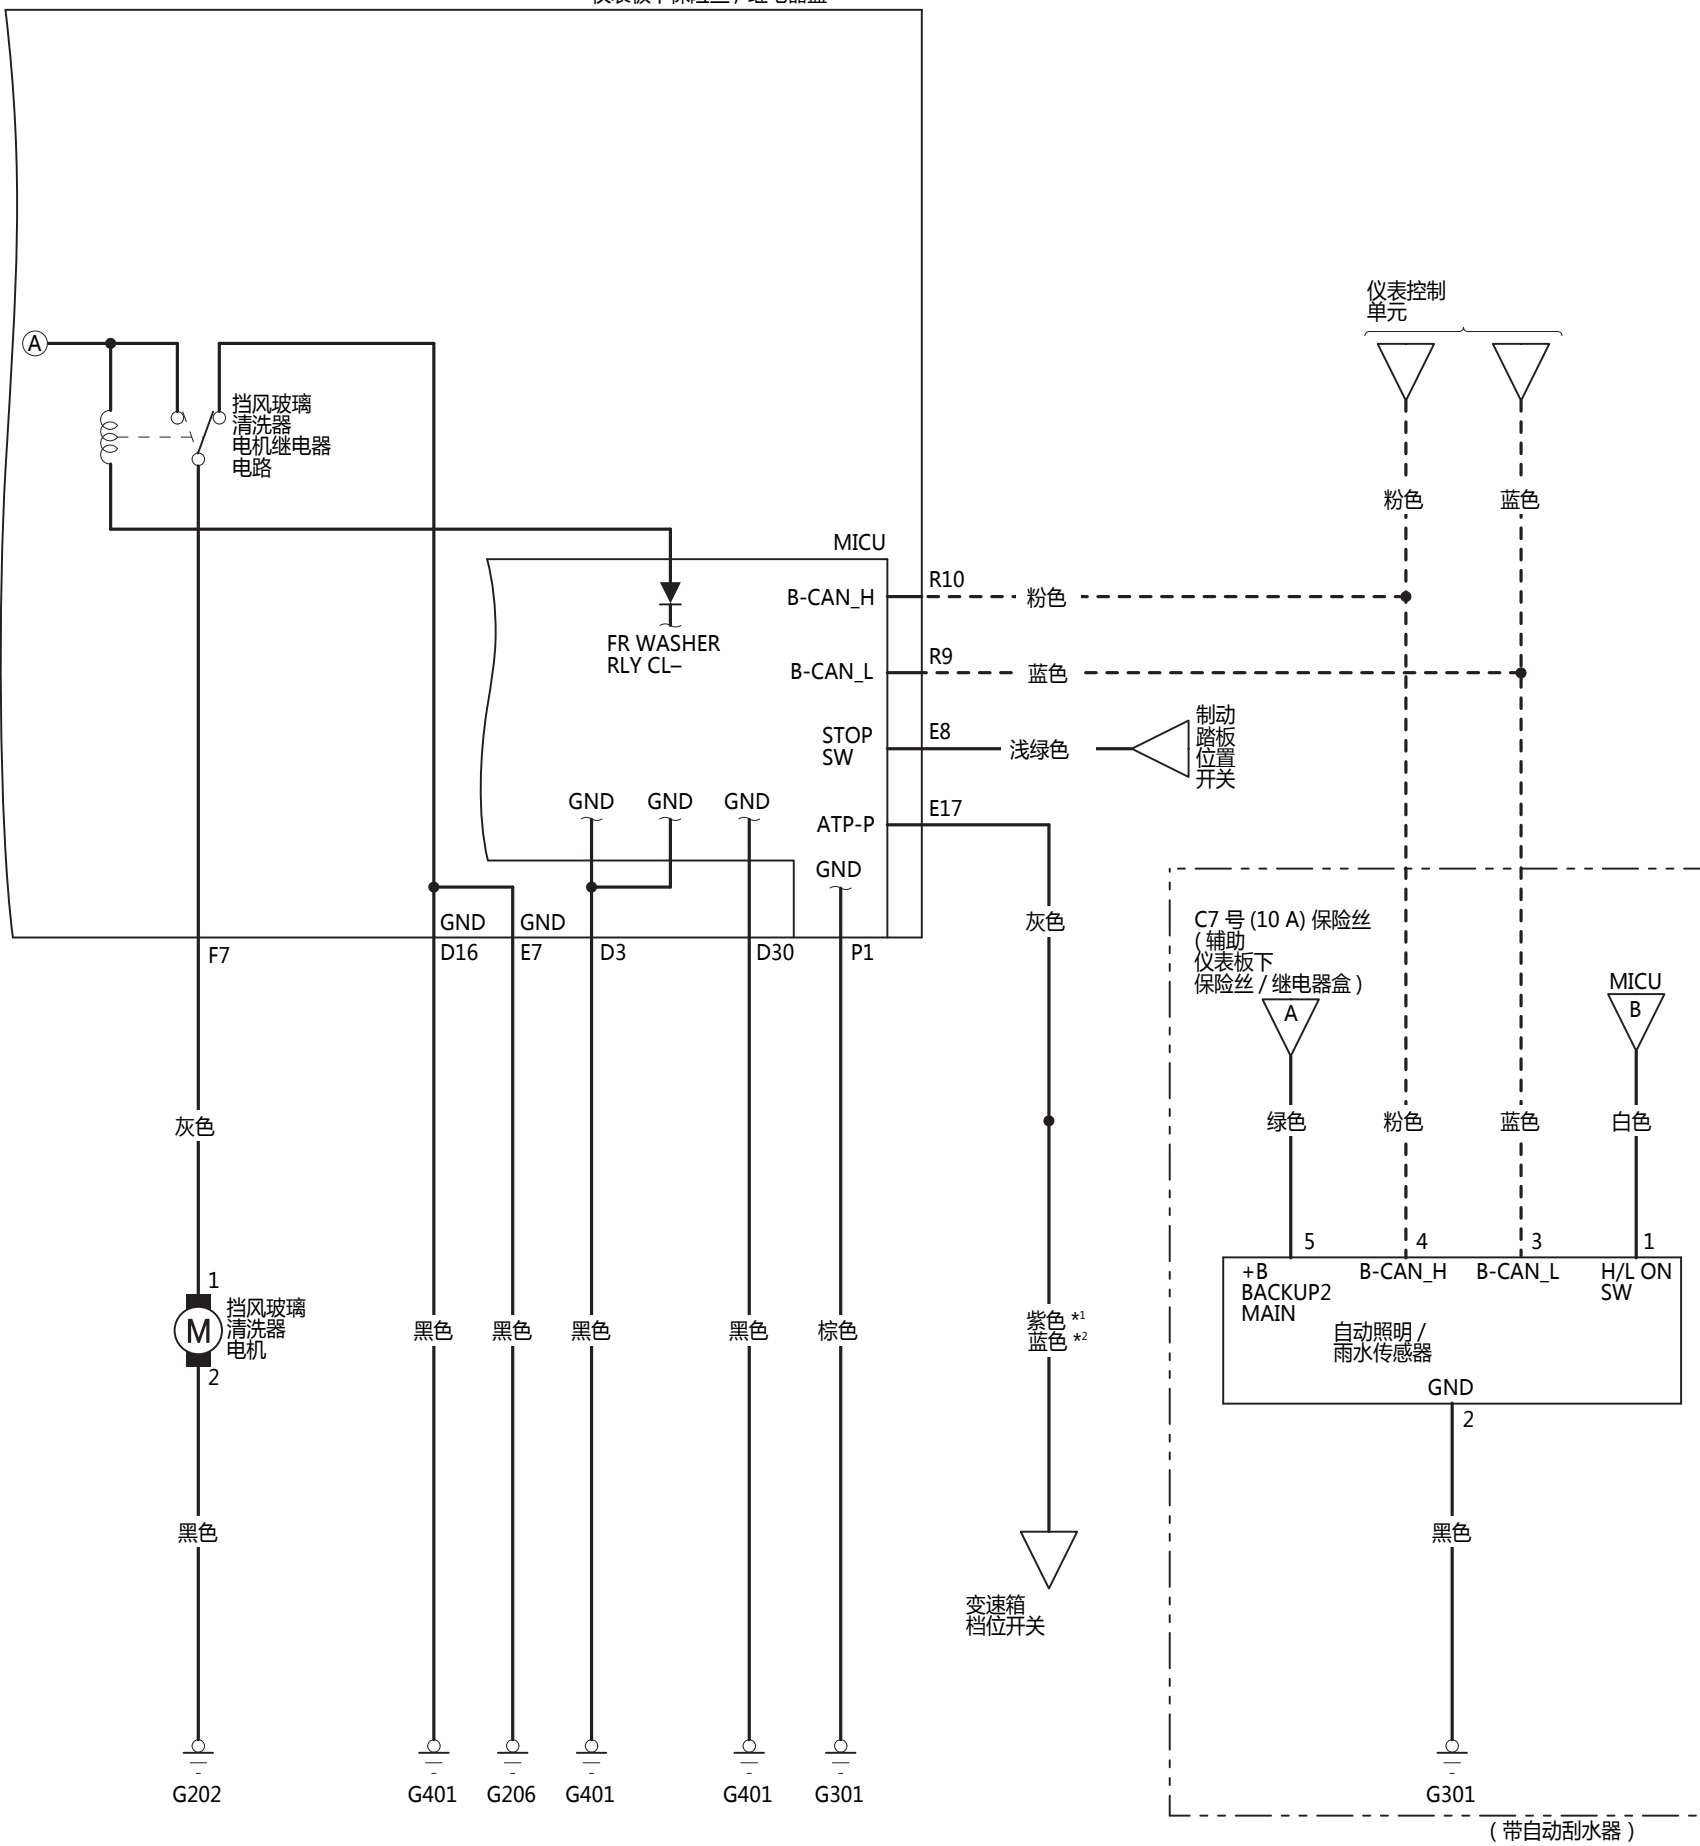 仪表控制
单元
A
挡风玻璃
清洗器
电机继电器
电路
粉色
蓝色
MICU
B-CAN_H
R10
粉色
FR WASHER
RLY CL–
B-CAN_L
R9
蓝色
STOP
SW
E8
浅绿色
制动
踏板
位置
开关
GND
GND
GND
ATP-P
E17
GND
灰色
GND
GND
F7
D16
E7
D3
D30
P1
C7 号 (10 A) 保险丝
( 辅助
仪表板下
保险丝 / 继电器盒 )
A
MICU
B
灰色
绿色
粉色
蓝色
白色
5
4
3
1
+B
BACKUP2
MAIN
B-CAN_H
B-CAN_L
H/L ON
SW
自动照明 /
雨水传感器
GND
2
1
M
挡风玻璃
清洗器
电机
2
黑色
黑色
黑色
黑色
棕色
紫色 *1
蓝色 *2
黑色
黑色
变速箱
档位开关
G202
G401
G206
G401
G401
G301
G301
( 带自动刮水器 )